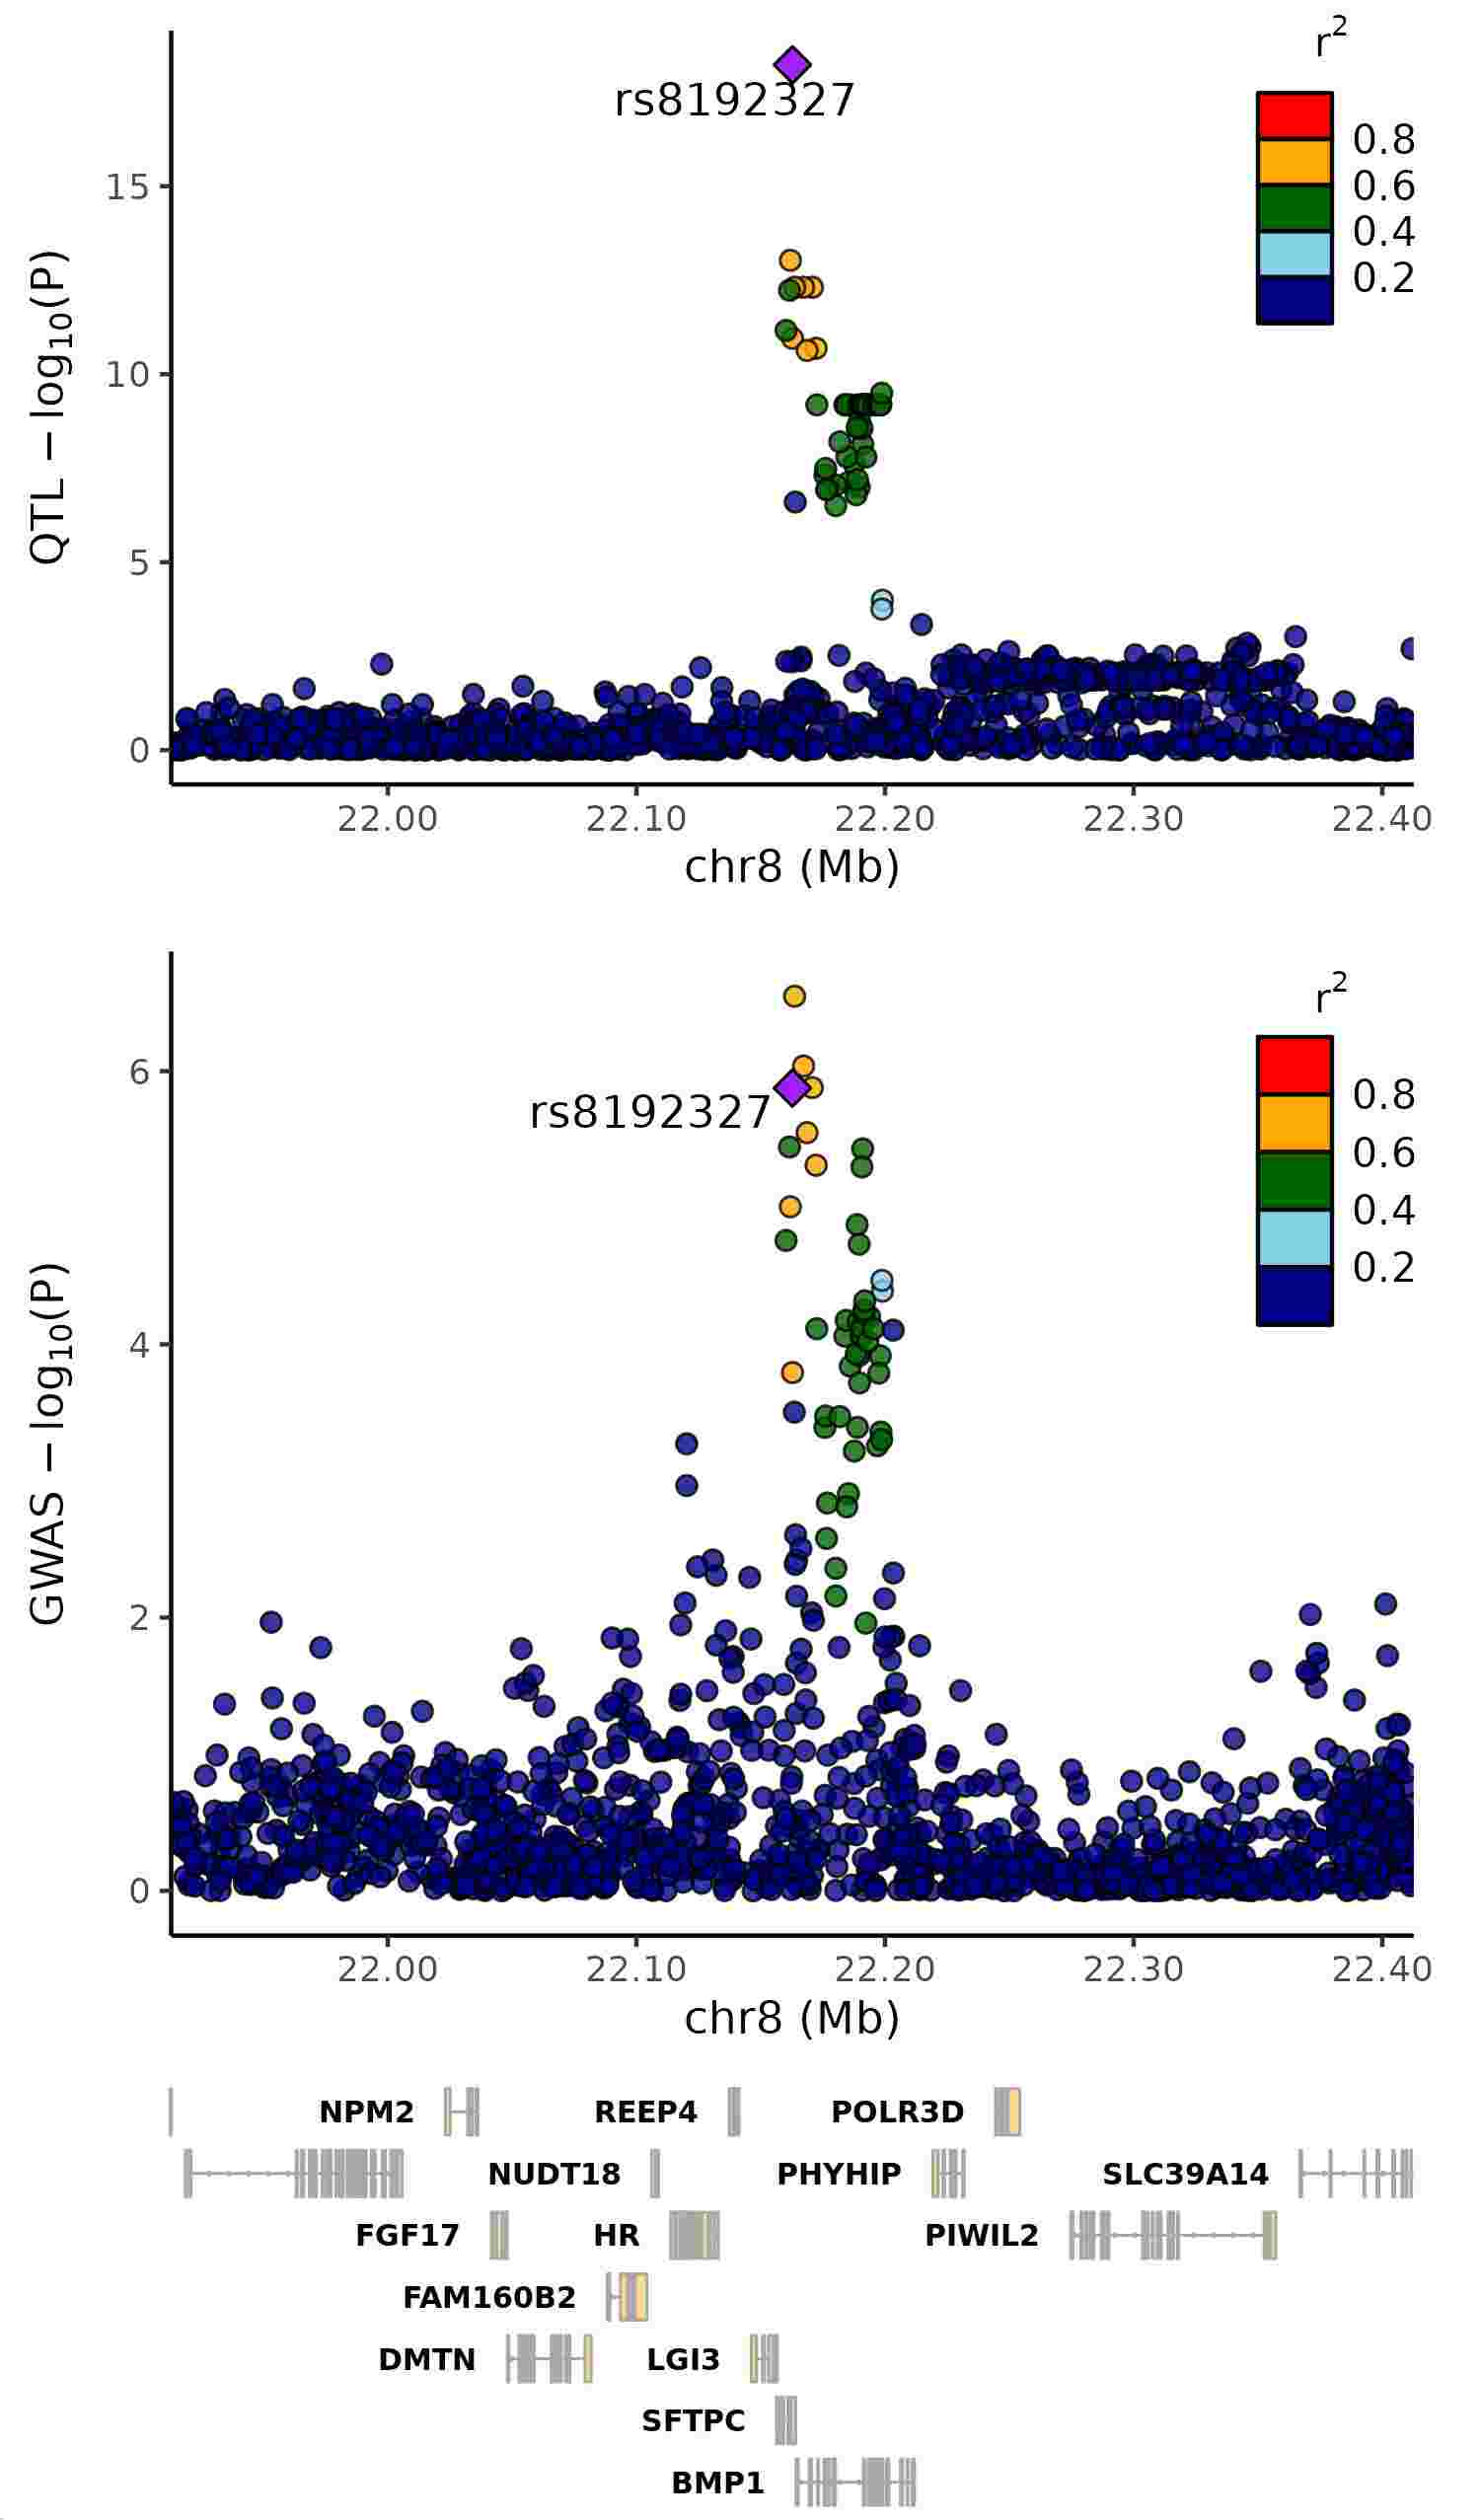 r²
rs8192327
0.8
0.6
0.4
0.2
15
10
5
0
QTL −log₁₀(P)
22.00 22.10 22.20 22.30 22.40
chr8 (Mb)
r²
rs8192327
0.8
0.6
0.4
0.2
6
4
2
0
GWAS −log₁₀(P)
22.00 22.10 22.20 22.30 22.40
chr8 (Mb)
NPM2 REEP4 POLR3D
NUDT18 PHYHIP SLC39A14
FGF17 HR PIWIL2
FAM160B2
DMTN LGI3
SFTPC
BMP1